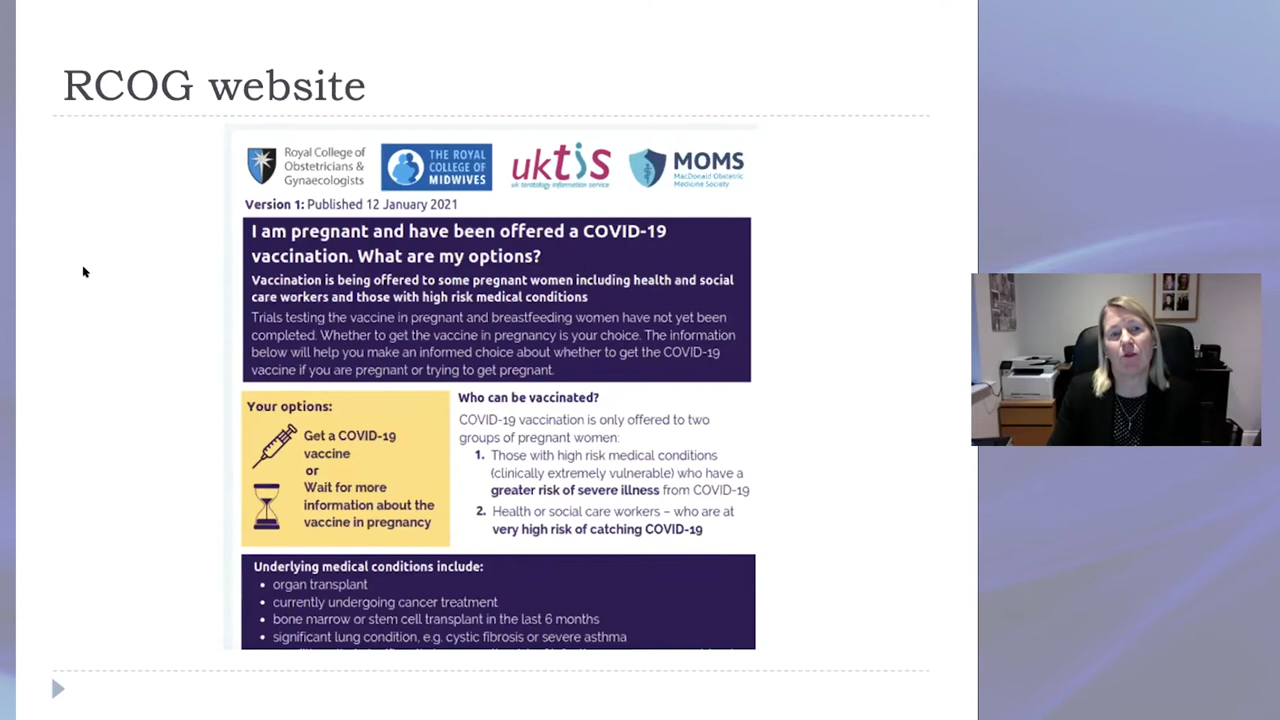 RCOG website
Royal College of
Obstetricians &
Gynaecologists
THE ROYAL
COLLEGE OF
MIDWIVES
uktis
uk teratology information service
MOMS
MacDonald Obstetric
Medicine Society
Version 1: Published 12 January 2021
I am pregnant and have been offered a COVID-19
vaccination. What are my options?
Vaccination is being offered to some pregnant women including health and social
care workers and those with high risk medical conditions
Trials testing the vaccine in pregnant and breastfeeding women have not yet been
completed. Whether to get the vaccine in pregnancy is your choice. The information
below will help you make an informed choice about whether to get the COVID-19
vaccine if you are pregnant or trying to get pregnant.
Your options:
Get a COVID-19
vaccine
or
Wait for more
information about the
vaccine in pregnancy
Who can be vaccinated?
COVID-19 vaccination is only offered to two
groups of pregnant women:
1. Those with high risk medical conditions
(clinically extremely vulnerable) who have a
greater risk of severe illness from COVID-19
2. Health or social care workers – who are at
very high risk of catching COVID-19
Underlying medical conditions include:
• organ transplant
• currently undergoing cancer treatment
• bone marrow or stem cell transplant in the last 6 months
• significant lung condition, e.g. cystic fibrosis or severe asthma